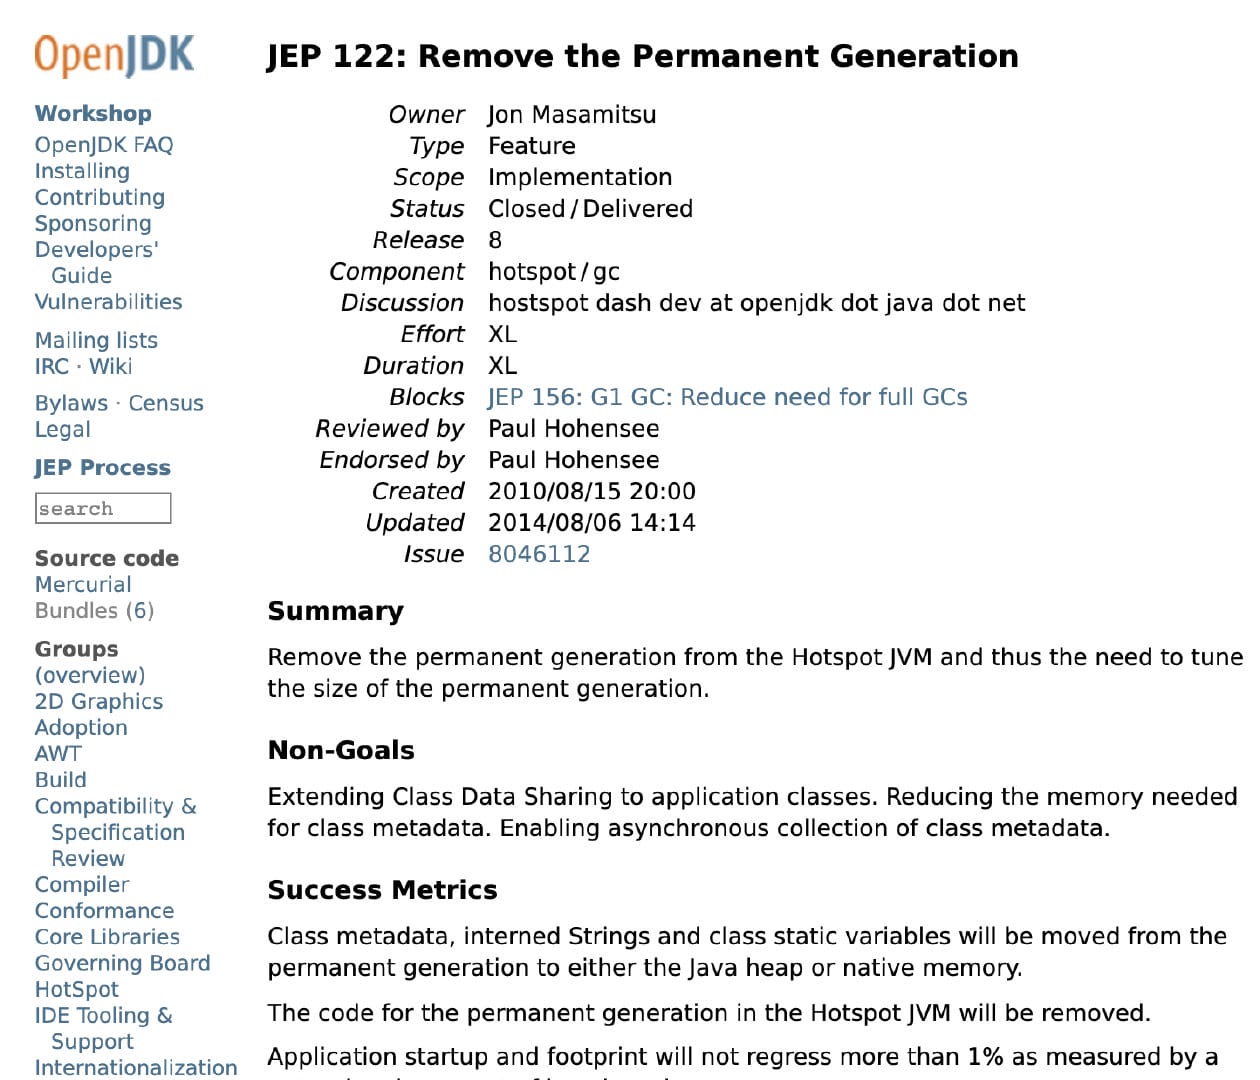 OpenJDK
Workshop
OpenJDK FAQ
Installing
Contributing
Sponsoring
Developers'
Guide
Vulnerabilities
Mailing lists
IRC · Wiki
Bylaws · Census
Legal
JEP Process
search
Source code
Mercurial
Bundles (6)
Groups
(overview)
2D Graphics
Adoption
AWT
Build
Compatibility &
Specification
Review
Compiler
Conformance
Core Libraries
Governing Board
HotSpot
IDE Tooling &
Support
Internationalization
JEP 122: Remove the Permanent Generation
Owner Jon Masamitsu
Type Feature
Scope Implementation
Status Closed / Delivered
Release 8
Component hotspot / gc
Discussion hostspot dash dev at openjdk dot java dot net
Effort XL
Duration XL
Blocks JEP 156: G1 GC: Reduce need for full GCs
Reviewed by Paul Hohensee
Endorsed by Paul Hohensee
Created 2010/08/15 20:00
Updated 2014/08/06 14:14
Issue 8046112
Summary
Remove the permanent generation from the Hotspot JVM and thus the need to tune
the size of the permanent generation.
Non-Goals
Extending Class Data Sharing to application classes. Reducing the memory needed
for class metadata. Enabling asynchronous collection of class metadata.
Success Metrics
Class metadata, interned Strings and class static variables will be moved from the
permanent generation to either the Java heap or native memory.
The code for the permanent generation in the Hotspot JVM will be removed.
Application startup and footprint will not regress more than 1% as measured by a